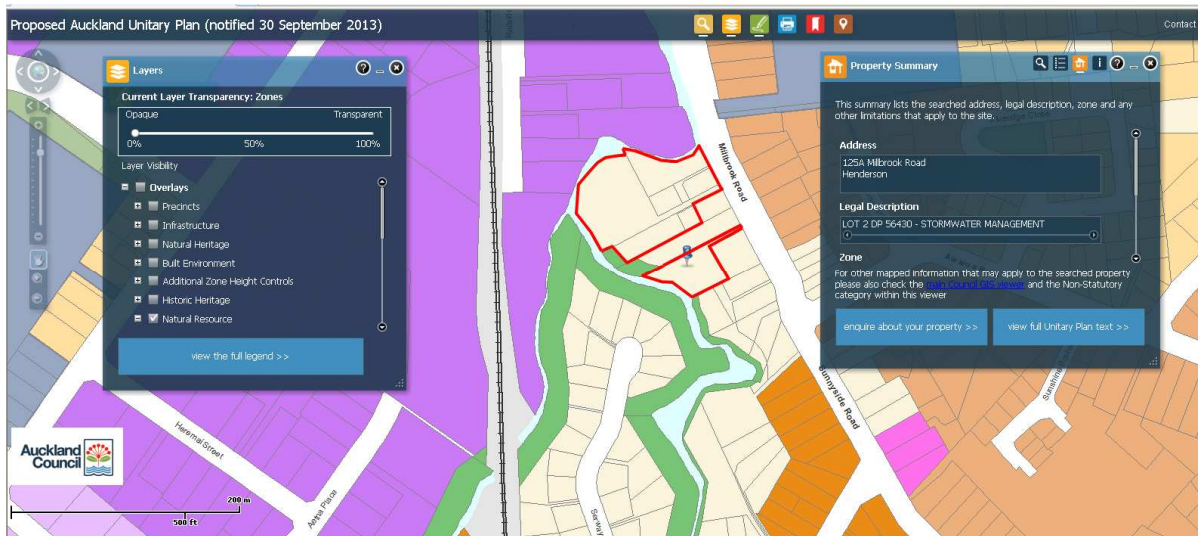 Proposed Auckland Unitary Plan (notified 30 September 2013)
Contact
Layers
Current Layer Transparency: Zones
Opaque Transparent
0% 50% 100%
Layer Visibility
Overlays
Precincts
Infrastructure
Natural Heritage
Built Environment
Additional Zone Height Controls
Historic Heritage
Natural Resource
view the full legend >>
Property Summary
This summary lists the searched address, legal description, zone and any
other limitations that apply to the site.
Address
125A Millbrook Road
Henderson
Legal Description
LOT 2 DP 56430 - STORMWATER MANAGEMENT
Zone
For other mapped information that may apply to the searched property
please also check the main Council GIS viewer and the Non-Statutory
category within this viewer
enquire about your property >>
view full Unitary Plan text >>
Millbrook Road
Sunnyside Road
Aetna Place
Auckland
Council
200 m
500 ft